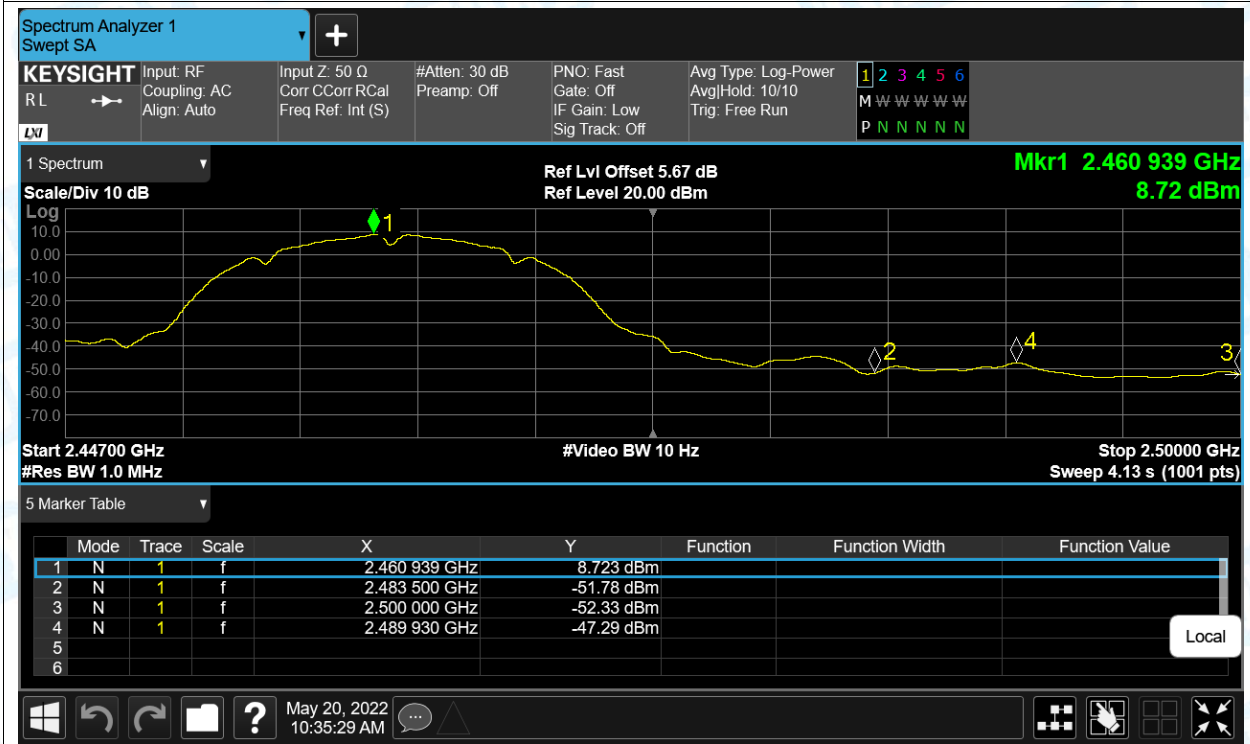 Spectrum Analyzer 1
Swept SA
+
KEYSIGHT
R L
LXI
Input: RF
Coupling: AC
Align: Auto
Input Z: 50 Ω
Corr CCorr RCal
Freq Ref: Int (S)
#Atten: 30 dB
Preamp: Off
PNO: Fast
Gate: Off
IF Gain: Low
Sig Track: Off
Avg Type: Log-Power
Avg|Hold: 10/10
Trig: Free Run
1 2 3 4 5 6
M W W W W W
P N N N N N
1 Spectrum
Scale/Div 10 dB
Ref Lvl Offset 5.67 dB
Ref Level 20.00 dBm
Mkr1 2.460 939 GHz
8.72 dBm
Log
10.0
0.00
-10.0
-20.0
-30.0
-40.0
-50.0
-60.0
-70.0
1
2
4
3
Start 2.44700 GHz
#Video BW 10 Hz
Stop 2.50000 GHz
#Res BW 1.0 MHz
Sweep 4.13 s (1001 pts)
5 Marker Table
Mode Trace Scale X Y Function Function Width Function Value
1 N 1 f 2.460 939 GHz 8.723 dBm
2 N 1 f 2.483 500 GHz -51.78 dBm
3 N 1 f 2.500 000 GHz -52.33 dBm
4 N 1 f 2.489 930 GHz -47.29 dBm
5
6
Local
?
May 20, 2022
10:35:29 AM